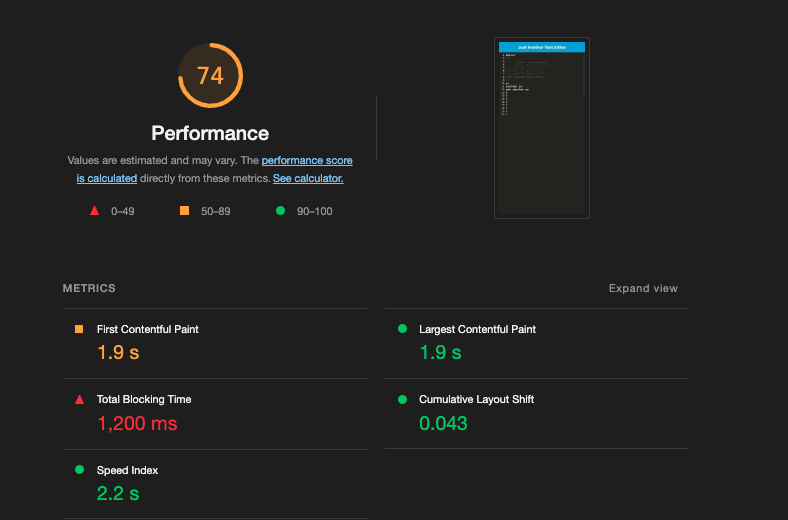 74
Just Another Text Editor
Performance
Values are estimated and may vary. The performance score
is calculated directly from these metrics. See calculator.
0–49
50–89
90–100
METRICS
Expand view
First Contentful Paint
1.9 s
Largest Contentful Paint
1.9 s
Total Blocking Time
1,200 ms
Cumulative Layout Shift
0.043
Speed Index
2.2 s